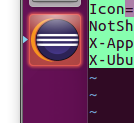 Icon=
NotSh
X-App
X-Ubu
~
~
~